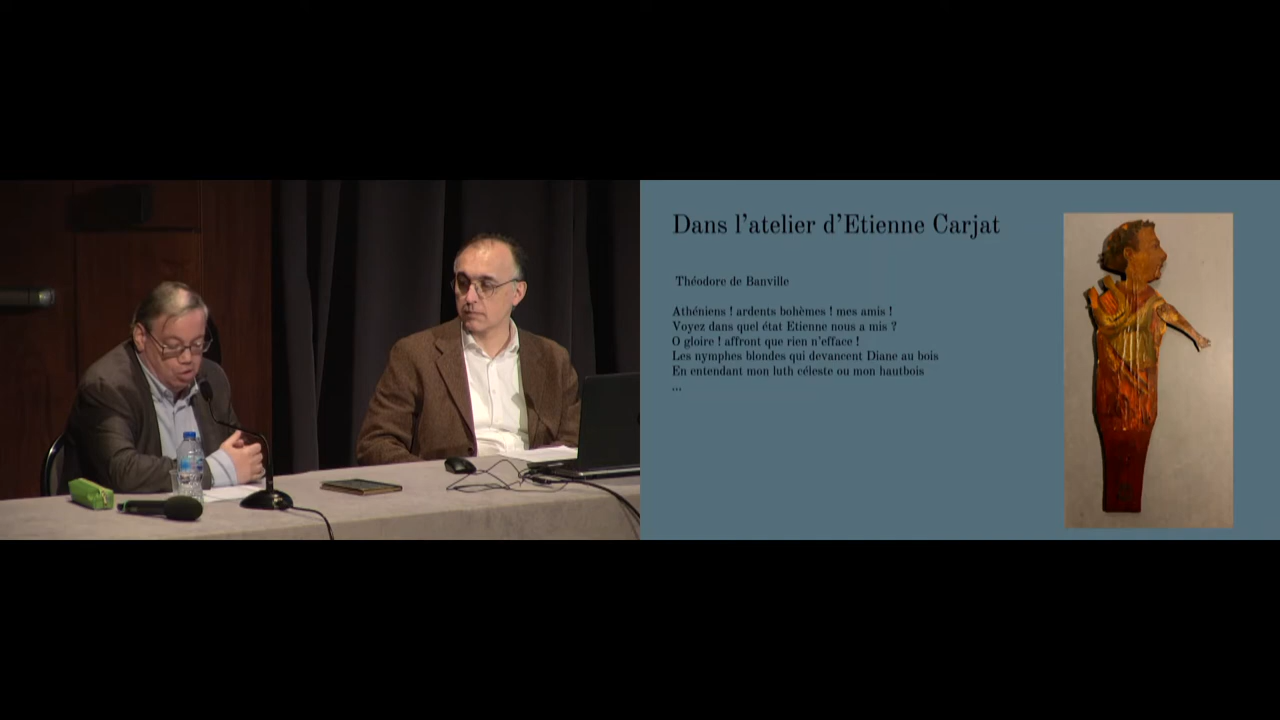 Dans l'atelier d'Etienne Carjat
Théodore de Banville
Athéniens ! ardents bohèmes ! mes amis !
Voyez dans quel état Etienne nous a mis ?
O gloire ! affront que rien n'efface !
Les nymphes blondes qui devancent Diane au bois
En entendant mon luth céleste ou mon hautbois
...